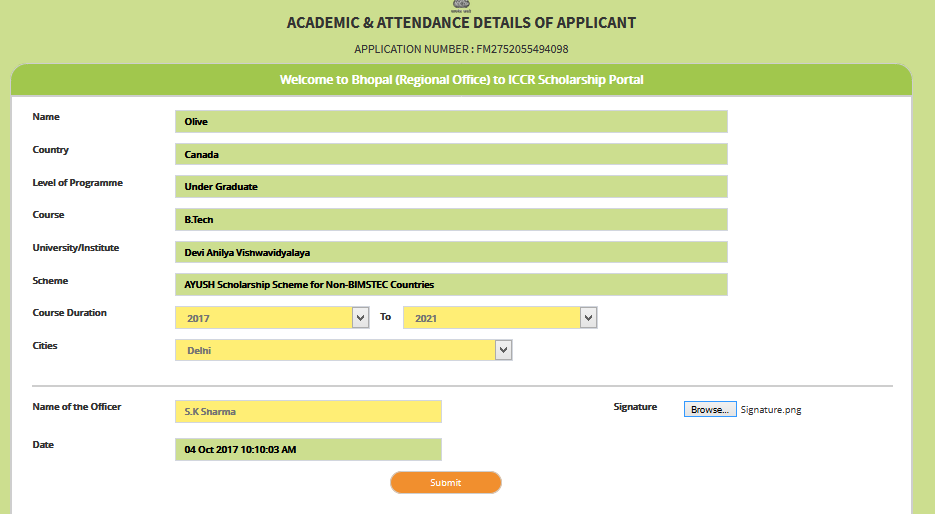 ACADEMIC & ATTENDANCE DETAILS OF APPLICANT
APPLICATION NUMBER : FM2752055494098
Welcome to Bhopal (Regional Office) to ICCR Scholarship Portal
Name Olive
Country Canada
Level of Programme Under Graduate
Course B.Tech
University/Institute Devi Ahilya Vishwavidyalaya
Scheme AYUSH Scholarship Scheme for Non-BIMSTEC Countries
Course Duration 2017 To 2021
Cities Delhi
Name of the Officer S.K Sharma Signature Browse... Signature.png
Date 04 Oct 2017 10:10:03 AM
Submit